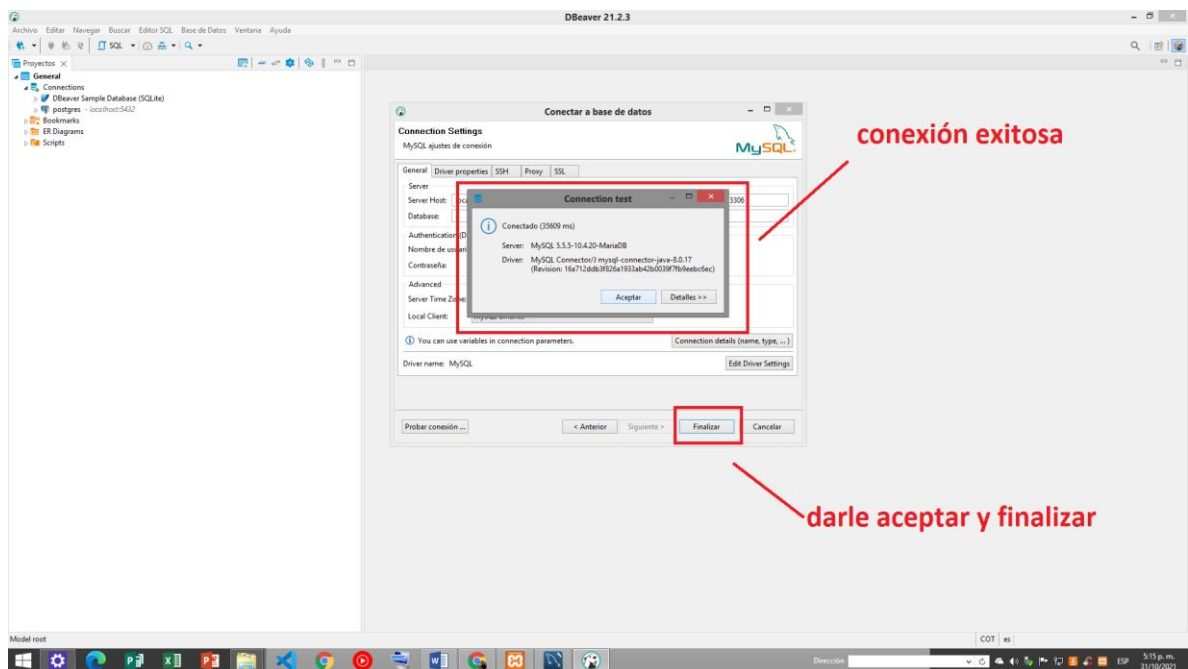 DBeaver 21.2.3
Archivo Editar Navegar Buscar Editor SQL Base de Datos Ventana Ayuda
SQL
Proyectos
General
Connections
DBeaver Sample Database (SQLite)
postgres - localhost:5432
Bookmarks
ER Diagrams
Scripts
Conectar a base de datos
Connection Settings
MySQL ajustes de conexión
MySQL
General Driver properties SSH Proxy SSL
Server
Server Host: 3306
Database:
Authentication
Nombre de
Contraseña:
Advanced
Server Time
Local Client:
Connection test
Conectado (35609 ms)
Server: MySQL 5.5.5-10.4.20-MariaDB
Driver: MySQL Connector/J mysql-connector-java-8.0.17
(Revision: 16a712ddb3f826a1933ab42b0039f7fb9eebc6ec)
Aceptar Detalles >>
You can use variables in connection parameters.
Connection details (name, type, ... )
Driver name: MySQL
Edit Driver Settings
Probar conexión ... < Anterior Siguiente > Finalizar Cancelar
conexión exitosa
darle aceptar y finalizar
Model root
COT es
Dirección
ESP
5:15 p. m.
31/10/2021